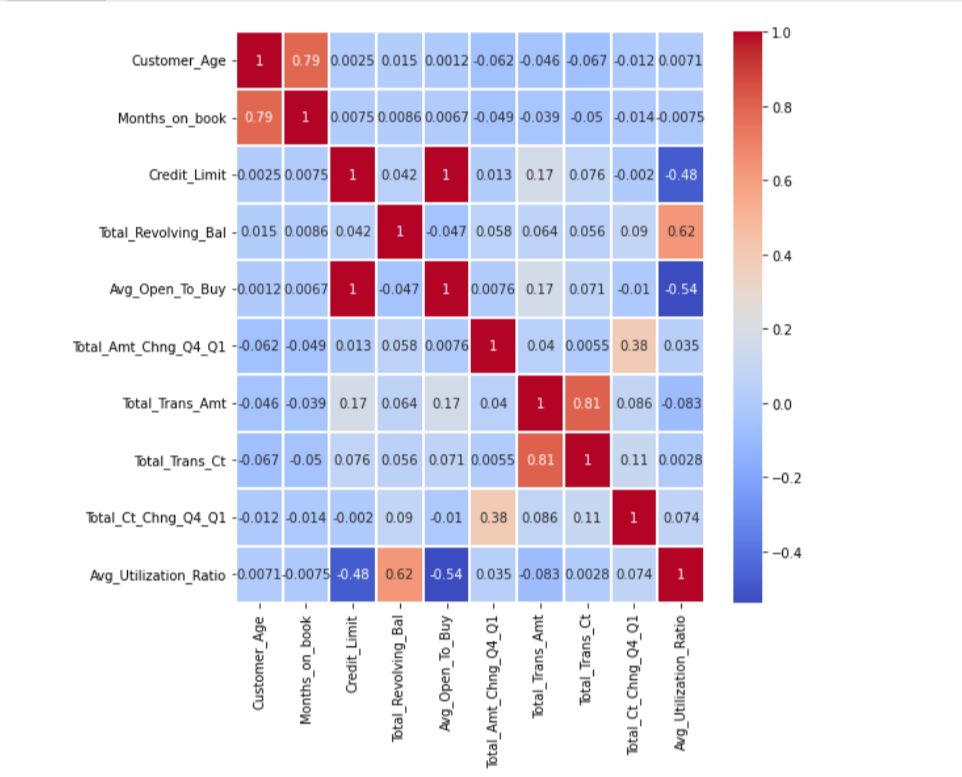 Customer_Age 1 0.79 0.0025 0.015 0.0012 -0.062 -0.046 -0.067 -0.012 0.0071
Months_on_book 0.79 1 0.0075 0.0086 0.0067 -0.049 -0.039 -0.05 -0.014 -0.0075
Credit_Limit 0.0025 0.0075 1 0.042 1 0.013 0.17 0.076 -0.002 -0.48
Total_Revolving_Bal 0.015 0.0086 0.042 1 -0.047 0.058 0.064 0.056 0.09 0.62
Avg_Open_To_Buy 0.0012 0.0067 1 -0.047 1 0.0076 0.17 0.071 -0.01 -0.54
Total_Amt_Chng_Q4_Q1 -0.062 -0.049 0.013 0.058 0.0076 1 0.04 0.0055 0.38 0.035
Total_Trans_Amt -0.046 -0.039 0.17 0.064 0.17 0.04 1 0.81 0.086 -0.083
Total_Trans_Ct -0.067 -0.05 0.076 0.056 0.071 0.0055 0.81 1 0.11 0.0028
Total_Ct_Chng_Q4_Q1 -0.012 -0.014 -0.002 0.09 -0.01 0.38 0.086 0.11 1 0.074
Avg_Utilization_Ratio 0.0071 -0.0075 -0.48 0.62 -0.54 0.035 -0.083 0.0028 0.074 1
Customer_Age
Months_on_book
Credit_Limit
Total_Revolving_Bal
Avg_Open_To_Buy
Total_Amt_Chng_Q4_Q1
Total_Trans_Amt
Total_Trans_Ct
Total_Ct_Chng_Q4_Q1
Avg_Utilization_Ratio
1.0
0.8
0.6
0.4
0.2
0.0
−0.2
−0.4